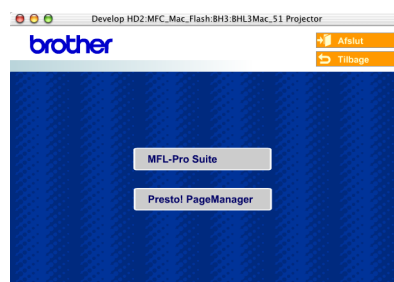 Develop HD2:MFC_Mac_Flash:BH3:BHL3Mac_51 Projector
brother
Afslut
Tilbage
MFL-Pro Suite
Presto! PageManager